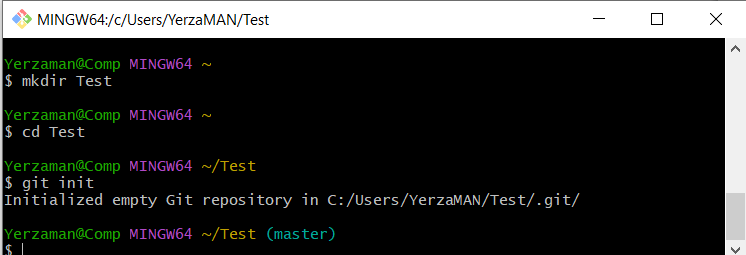 MINGW64:/c/Users/YerzaMAN/Test
Yerzaman@Comp MINGW64 ~
$ mkdir Test
Yerzaman@Comp MINGW64 ~
$ cd Test
Yerzaman@Comp MINGW64 ~/Test
$ git init
Initialized empty Git repository in C:/Users/YerzaMAN/Test/.git/
Yerzaman@Comp MINGW64 ~/Test (master)
$